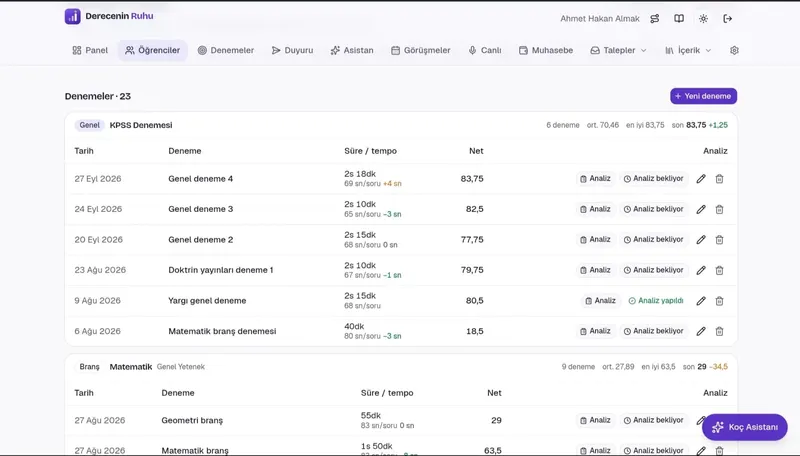 Derecenin Ruhu
Ahmet Hakan Almak
Panel Öğrenciler Denemeler Duyuru Asistan Görüşmeler Canlı Muhasebe Talepler İçerik
Denemeler · 23
+ Yeni deneme
Genel KPSS Denemesi 6 deneme ort. 70,46 en iyi 83,75 son 83,75 +1,25
Tarih Deneme Süre / tempo Net Analiz
27 Eyl 2026 Genel deneme 4 2s 18dk 83,75 Analiz Analiz bekliyor
69 sn/soru +4 sn
24 Eyl 2026 Genel deneme 3 2s 10dk 82,5 Analiz Analiz bekliyor
65 sn/soru −3 sn
20 Eyl 2026 Genel deneme 2 2s 15dk 77,75 Analiz Analiz bekliyor
68 sn/soru 0 sn
23 Ağu 2026 Doktrin yayınları deneme 1 2s 10dk 79,75 Analiz Analiz bekliyor
67 sn/soru −1 sn
9 Ağu 2026 Yargı genel deneme 2s 15dk 80,5 Analiz Analiz yapıldı
68 sn/soru
6 Ağu 2026 Matematik branş denemesi 40dk 18,5 Analiz Analiz bekliyor
80 sn/soru −3 sn
Branş Matematik Genel Yetenek 9 deneme ort. 27,89 en iyi 63,5 son 29 −34,5
Tarih Deneme Süre / tempo Net Analiz
27 Ağu 2026 Geometri branş 55dk 29 Analiz Analiz bekliyor
83 sn/soru 0 sn
Koç Asistanı
27 Ağu 2026 Matematik branş 1s 50dk 63,5 Analiz Analiz bekliyor